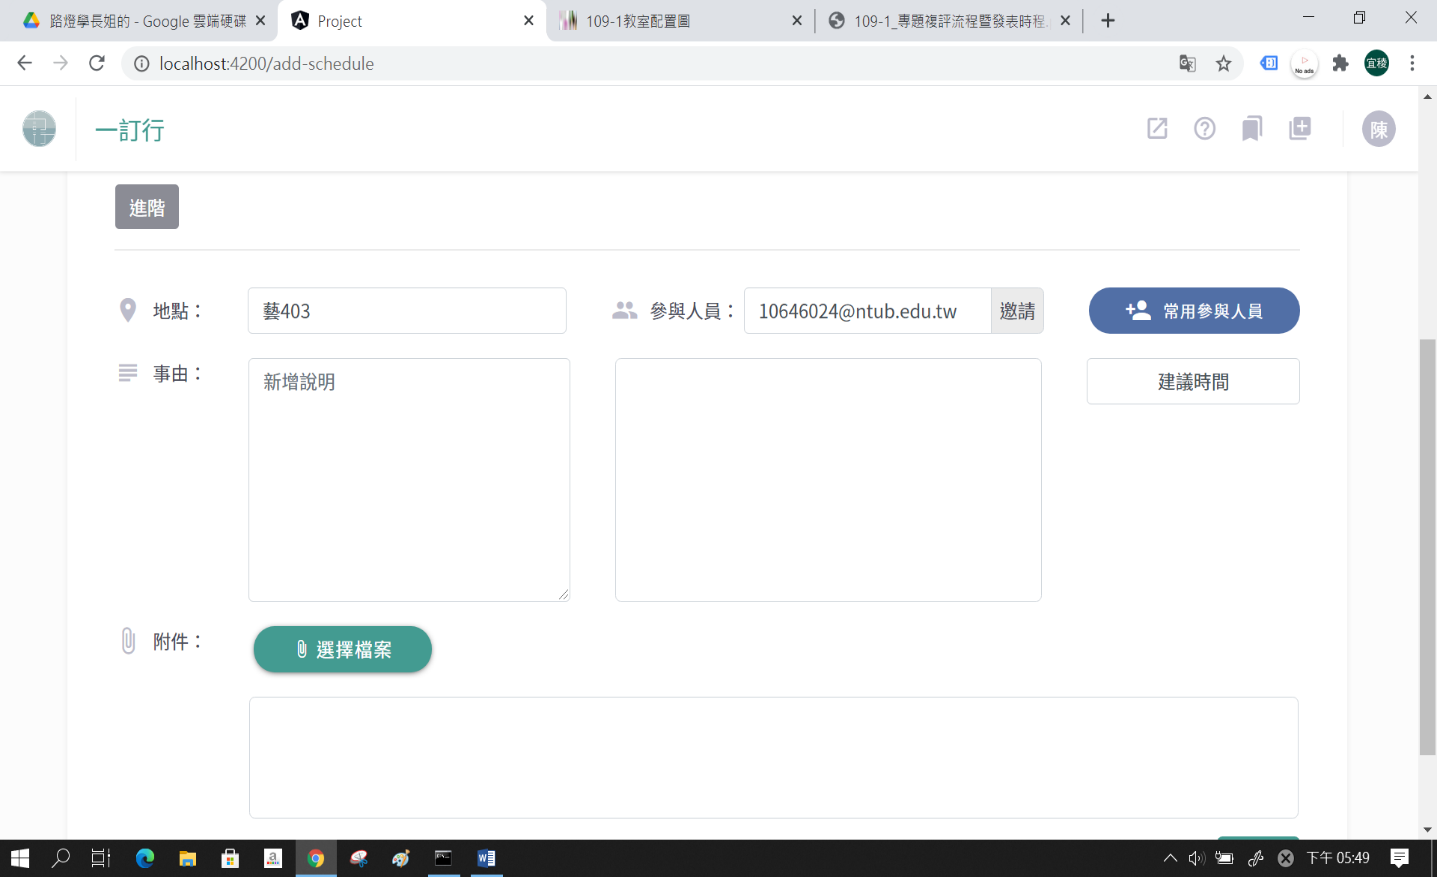 路燈學長姐的 - Google 雲端硬碟
Project
109-1教室配置圖
109-1_專題複評流程暨發表時程.
localhost:4200/add-schedule
No ads
宜稜
一訂行
陳
進階
地點：
藝403
參與人員：
10646024@ntub.edu.tw
邀請
常用參與人員
事由：
新增說明
建議時間
附件：
選擇檔案
下午 05:49